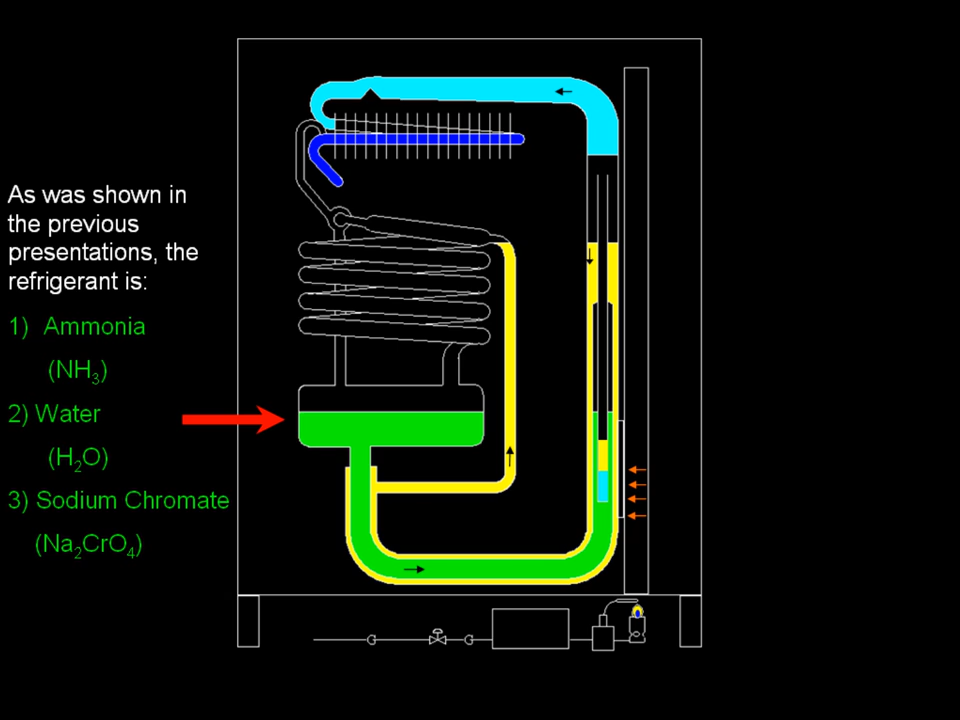 As was shown in
the previous
presentations, the
refrigerant is:
1) Ammonia
(NH₃)
2) Water
(H₂O)
3) Sodium Chromate
(Na₂CrO₄)